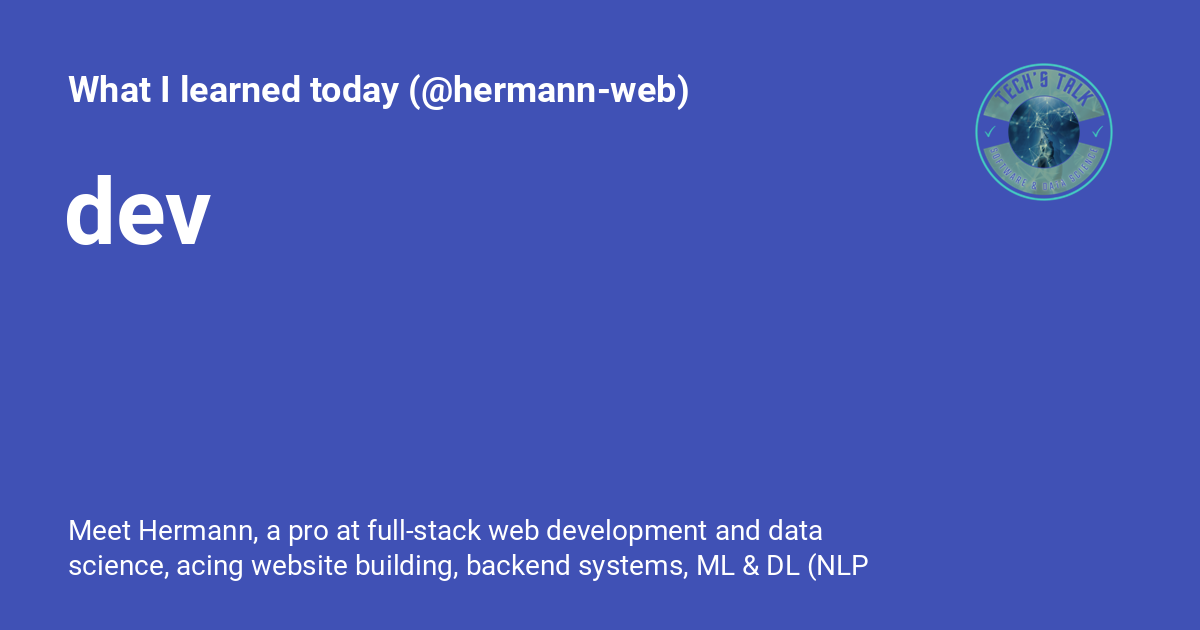 What I learned today (@hermann-web)
TECH'S TALK
SOFTWARE & DATA SCIENCE
dev
Meet Hermann, a pro at full-stack web development and data
science, acing website building, backend systems, ML & DL (NLP